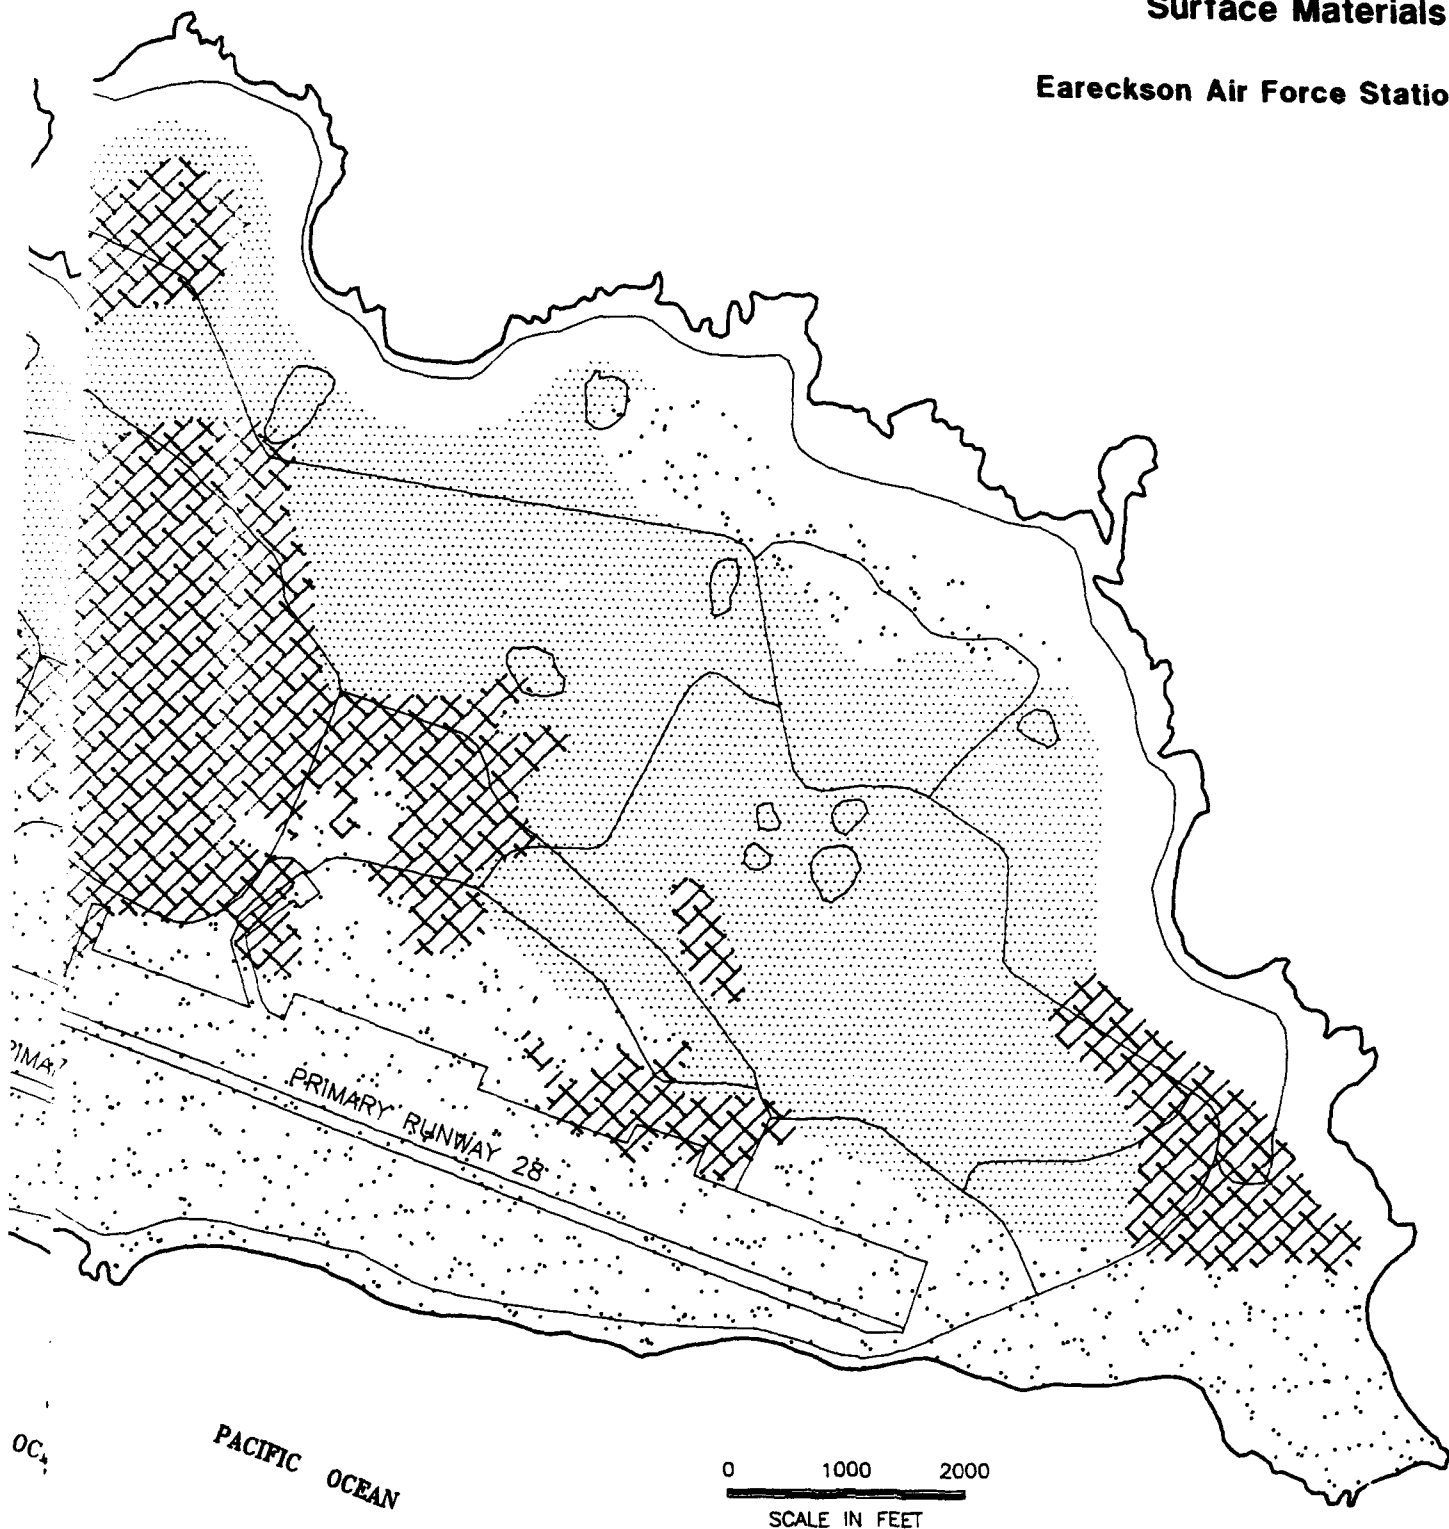 Surface Materials
Eareckson Air Force Statio
PRIMARY RUNWAY 28
PACIFIC OCEAN
0 1000 2000
SCALE IN FEET